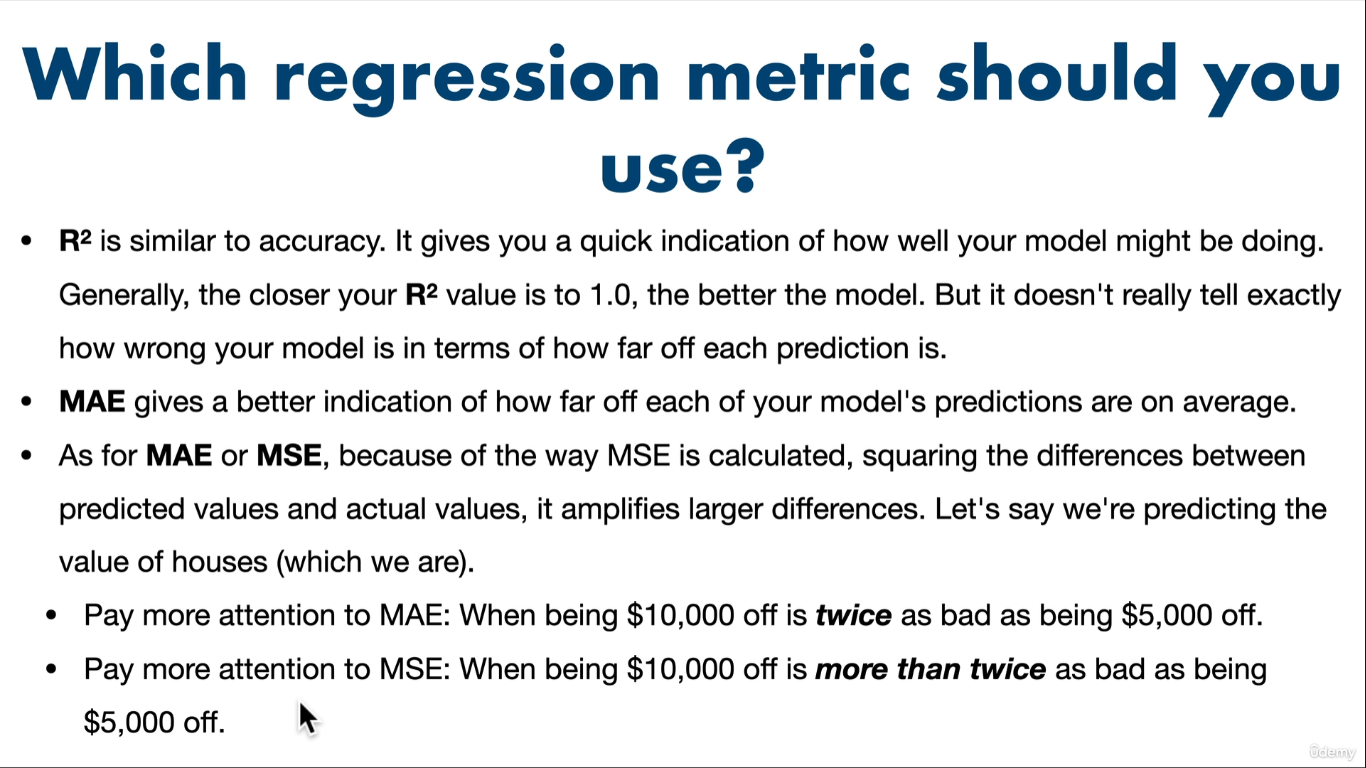 Which regression metric should you
use?
• R² is similar to accuracy. It gives you a quick indication of how well your model might be doing.
Generally, the closer your R² value is to 1.0, the better the model. But it doesn't really tell exactly
how wrong your model is in terms of how far off each prediction is.
• MAE gives a better indication of how far off each of your model's predictions are on average.
• As for MAE or MSE, because of the way MSE is calculated, squaring the differences between
predicted values and actual values, it amplifies larger differences. Let's say we're predicting the
value of houses (which we are).
• Pay more attention to MAE: When being $10,000 off is twice as bad as being $5,000 off.
• Pay more attention to MSE: When being $10,000 off is more than twice as bad as being
$5,000 off.
ûdemy